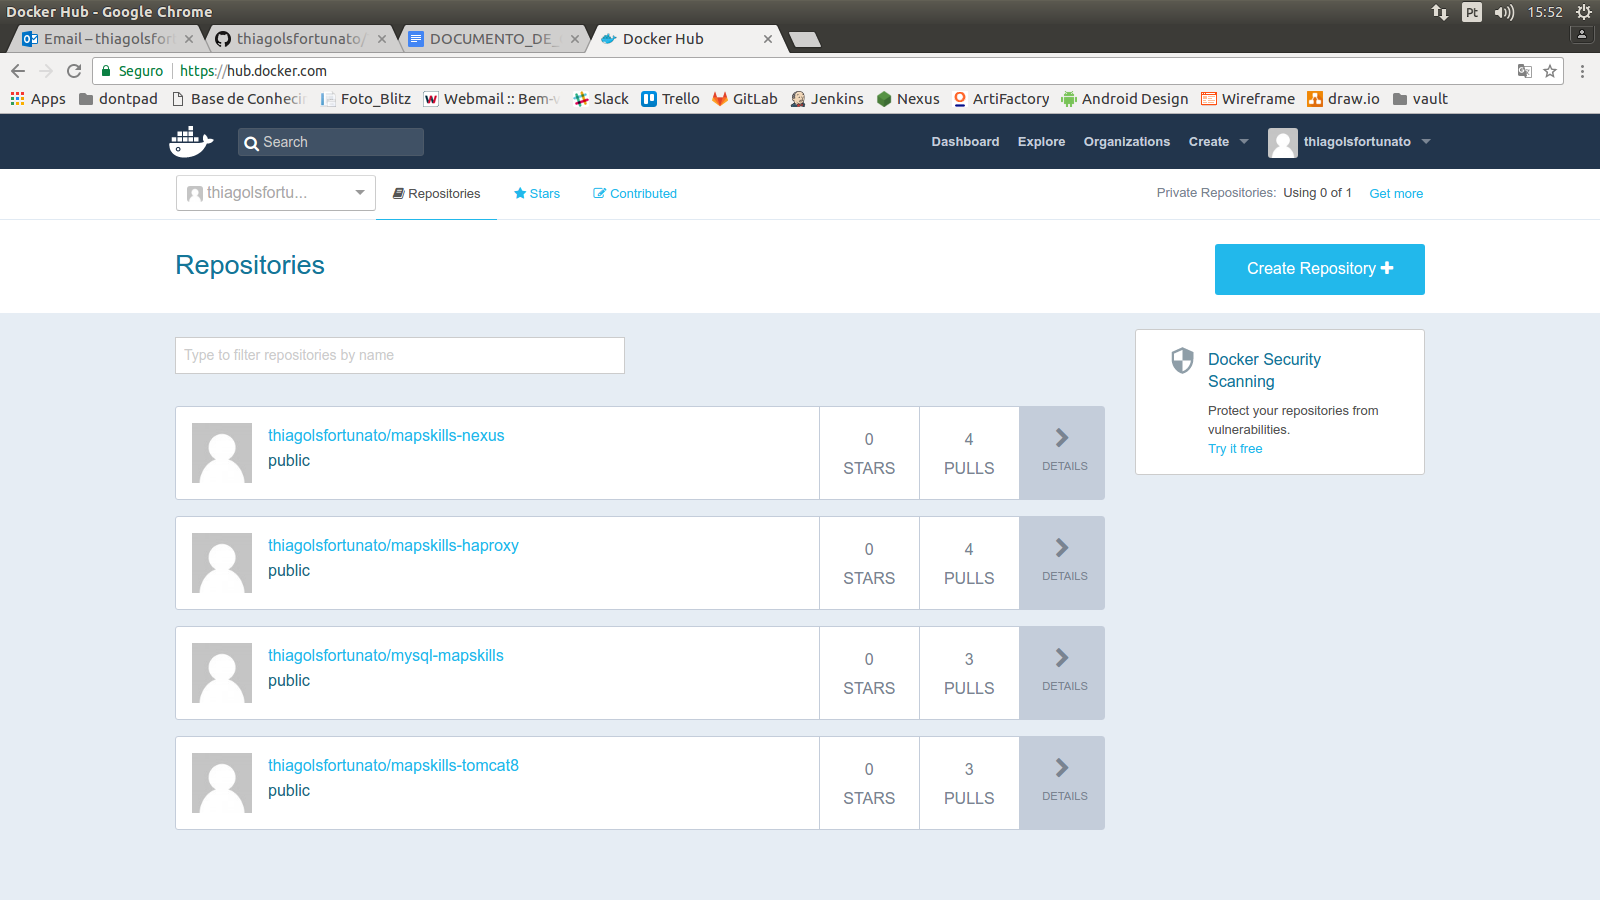 Docker Hub - Google Chrome
Pt
15:52
Email – thiagolsfor
thiagolsfortunato/
DOCUMENTO_DE_
Docker Hub
Seguro
https://hub.docker.com
Apps
dontpad
Base de Conheci
Foto_Blitz
Webmail :: Bem-v
Slack
Trello
GitLab
Jenkins
Nexus
ArtiFactory
Android Design
Wireframe
draw.io
vault
Search
Dashboard
Explore
Organizations
Create
thiagolsfortunato
thiagolsfortu...
Repositories
Stars
Contributed
Private Repositories: Using 0 of 1
Get more
Repositories
Create Repository
Type to filter repositories by name
Docker Security
Scanning
Protect your repositories from
vulnerabilities.
Try it free
thiagolsfortunato/mapskills-nexus
public
0
STARS
4
PULLS
DETAILS
thiagolsfortunato/mapskills-haproxy
public
0
STARS
4
PULLS
DETAILS
thiagolsfortunato/mysql-mapskills
public
0
STARS
3
PULLS
DETAILS
thiagolsfortunato/mapskills-tomcat8
public
0
STARS
3
PULLS
DETAILS